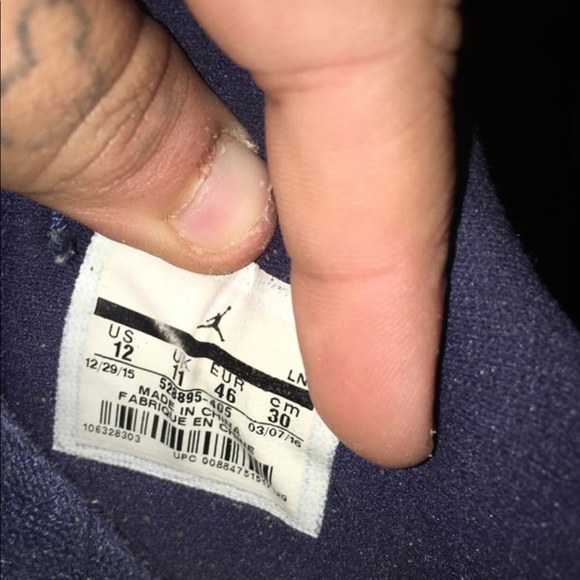 US UK EUR cm LN
12 11 46 30
12/29/15 528895-405 03/07/16
MADE IN CHINA
FABRIQUE EN CHINE
106328303
UPC